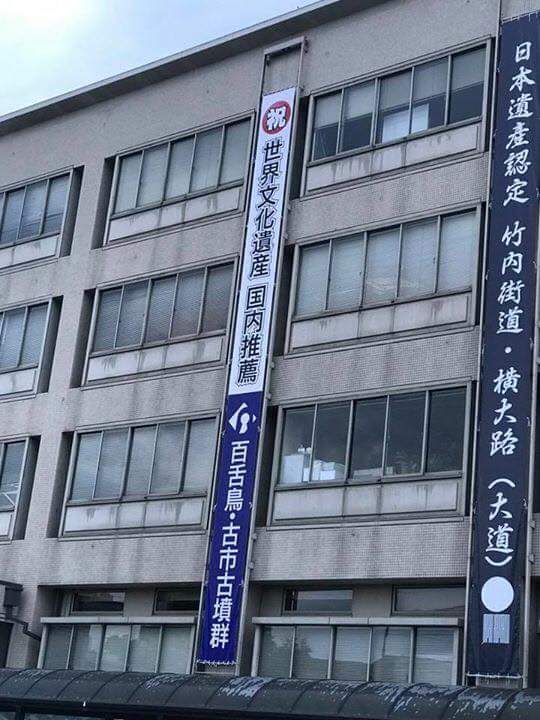 祝 世界文化遺産 国内推薦
百舌鳥・古市古墳群
日本遺産認定 竹内街道・横大路（大道）